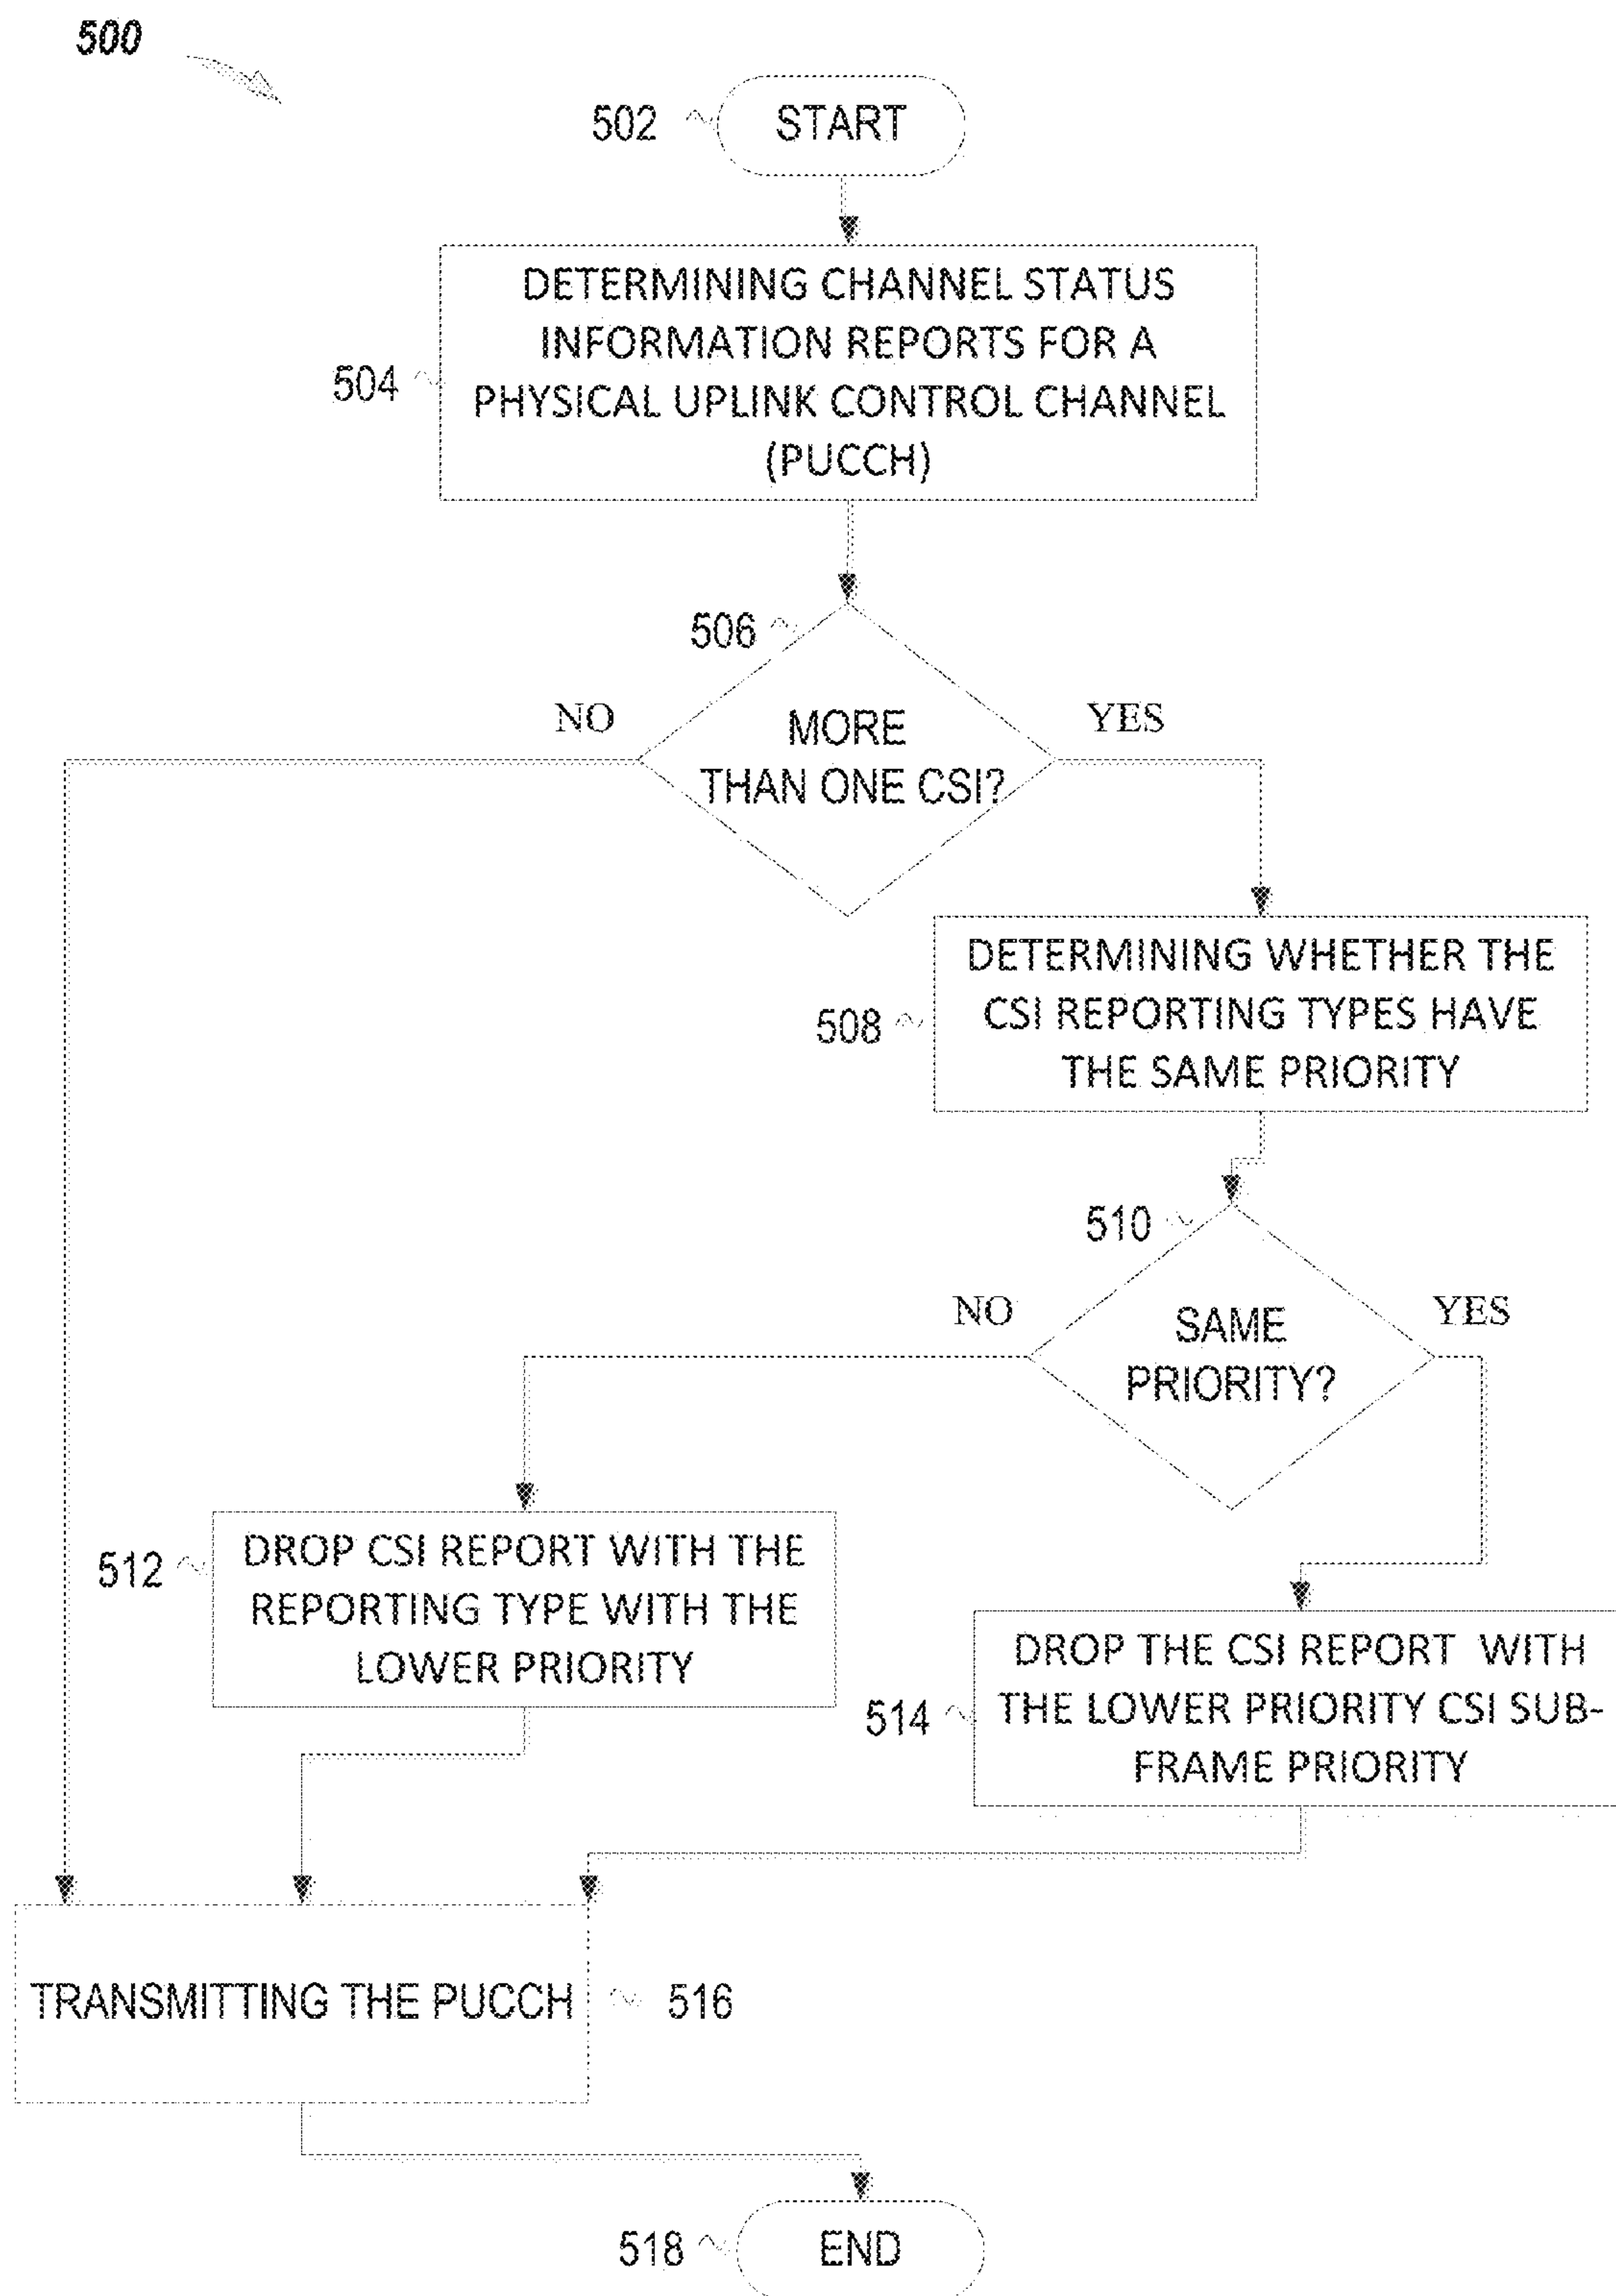 500
502
START
DETERMINING CHANNEL STATUS
INFORMATION REPORTS FOR A
PHYSICAL UPLINK CONTROL CHANNEL
(PUCCH)
504
506
NO
YES
MORE
THAN ONE CSI?
DETERMINING WHETHER THE
CSI REPORTING TYPES HAVE
THE SAME PRIORITY
508
510
NO
YES
SAME
PRIORITY?
512
DROP CSI REPORT WITH THE
REPORTING TYPE WITH THE
LOWER PRIORITY
514
DROP THE CSI REPORT WITH
THE LOWER PRIORITY CSI SUB-
FRAME PRIORITY
TRANSMITTING THE PUCCH
516
518
END